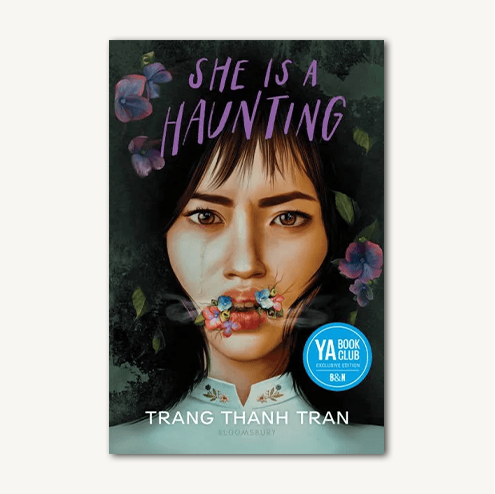 SHE IS A
HAUNTING
YA BOOK
CLUB
EXCLUSIVE EDITION
B&N
TRANG THANH TRAN
BLOOMSBURY